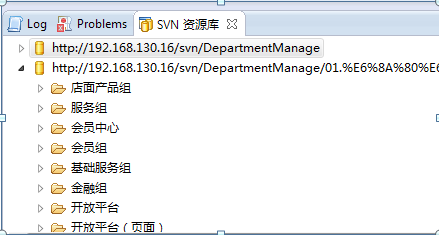 Log Problems SVN 资源库
http://192.168.130.16/svn/DepartmentManage
http://192.168.130.16/svn/DepartmentManage/01.%E6%8A%80%E6
店面产品组
服务组
会员中心
会员组
基础服务组
金融组
开放平台
开放平台（页面）